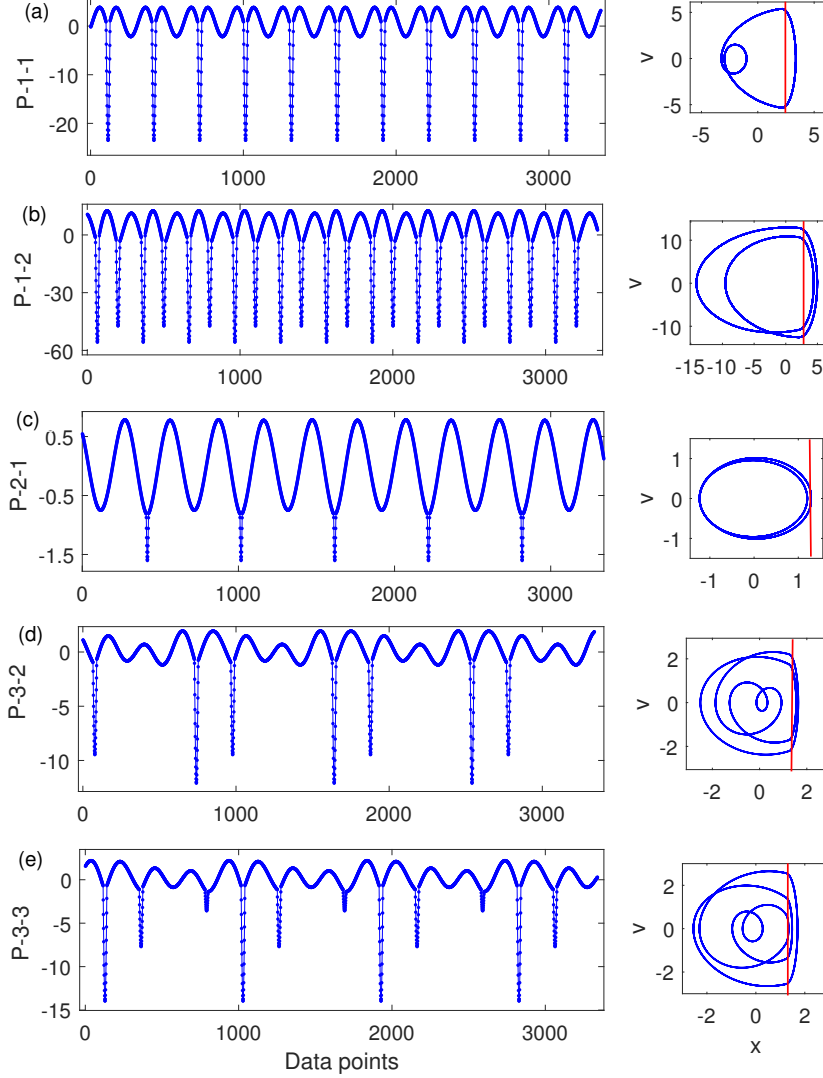 (a)
P-1-1
0
-10
-20
0 1000 2000 3000
v
5
0
-5
-5 0 5
(b)
P-1-2
0
-30
-60
0 1000 2000 3000
v
10
0
-10
-15 -10 -5 0 5
(c)
P-2-1
0.5
-0.5
-1.5
0 1000 2000 3000
v
1
0
-1
-1 0 1
(d)
P-3-2
0
-5
-10
0 1000 2000 3000
v
2
0
-2
-2 0 2
(e)
P-3-3
0
-5
-10
-15
0 1000 2000 3000
Data points
v
2
0
-2
-2 0 2
x